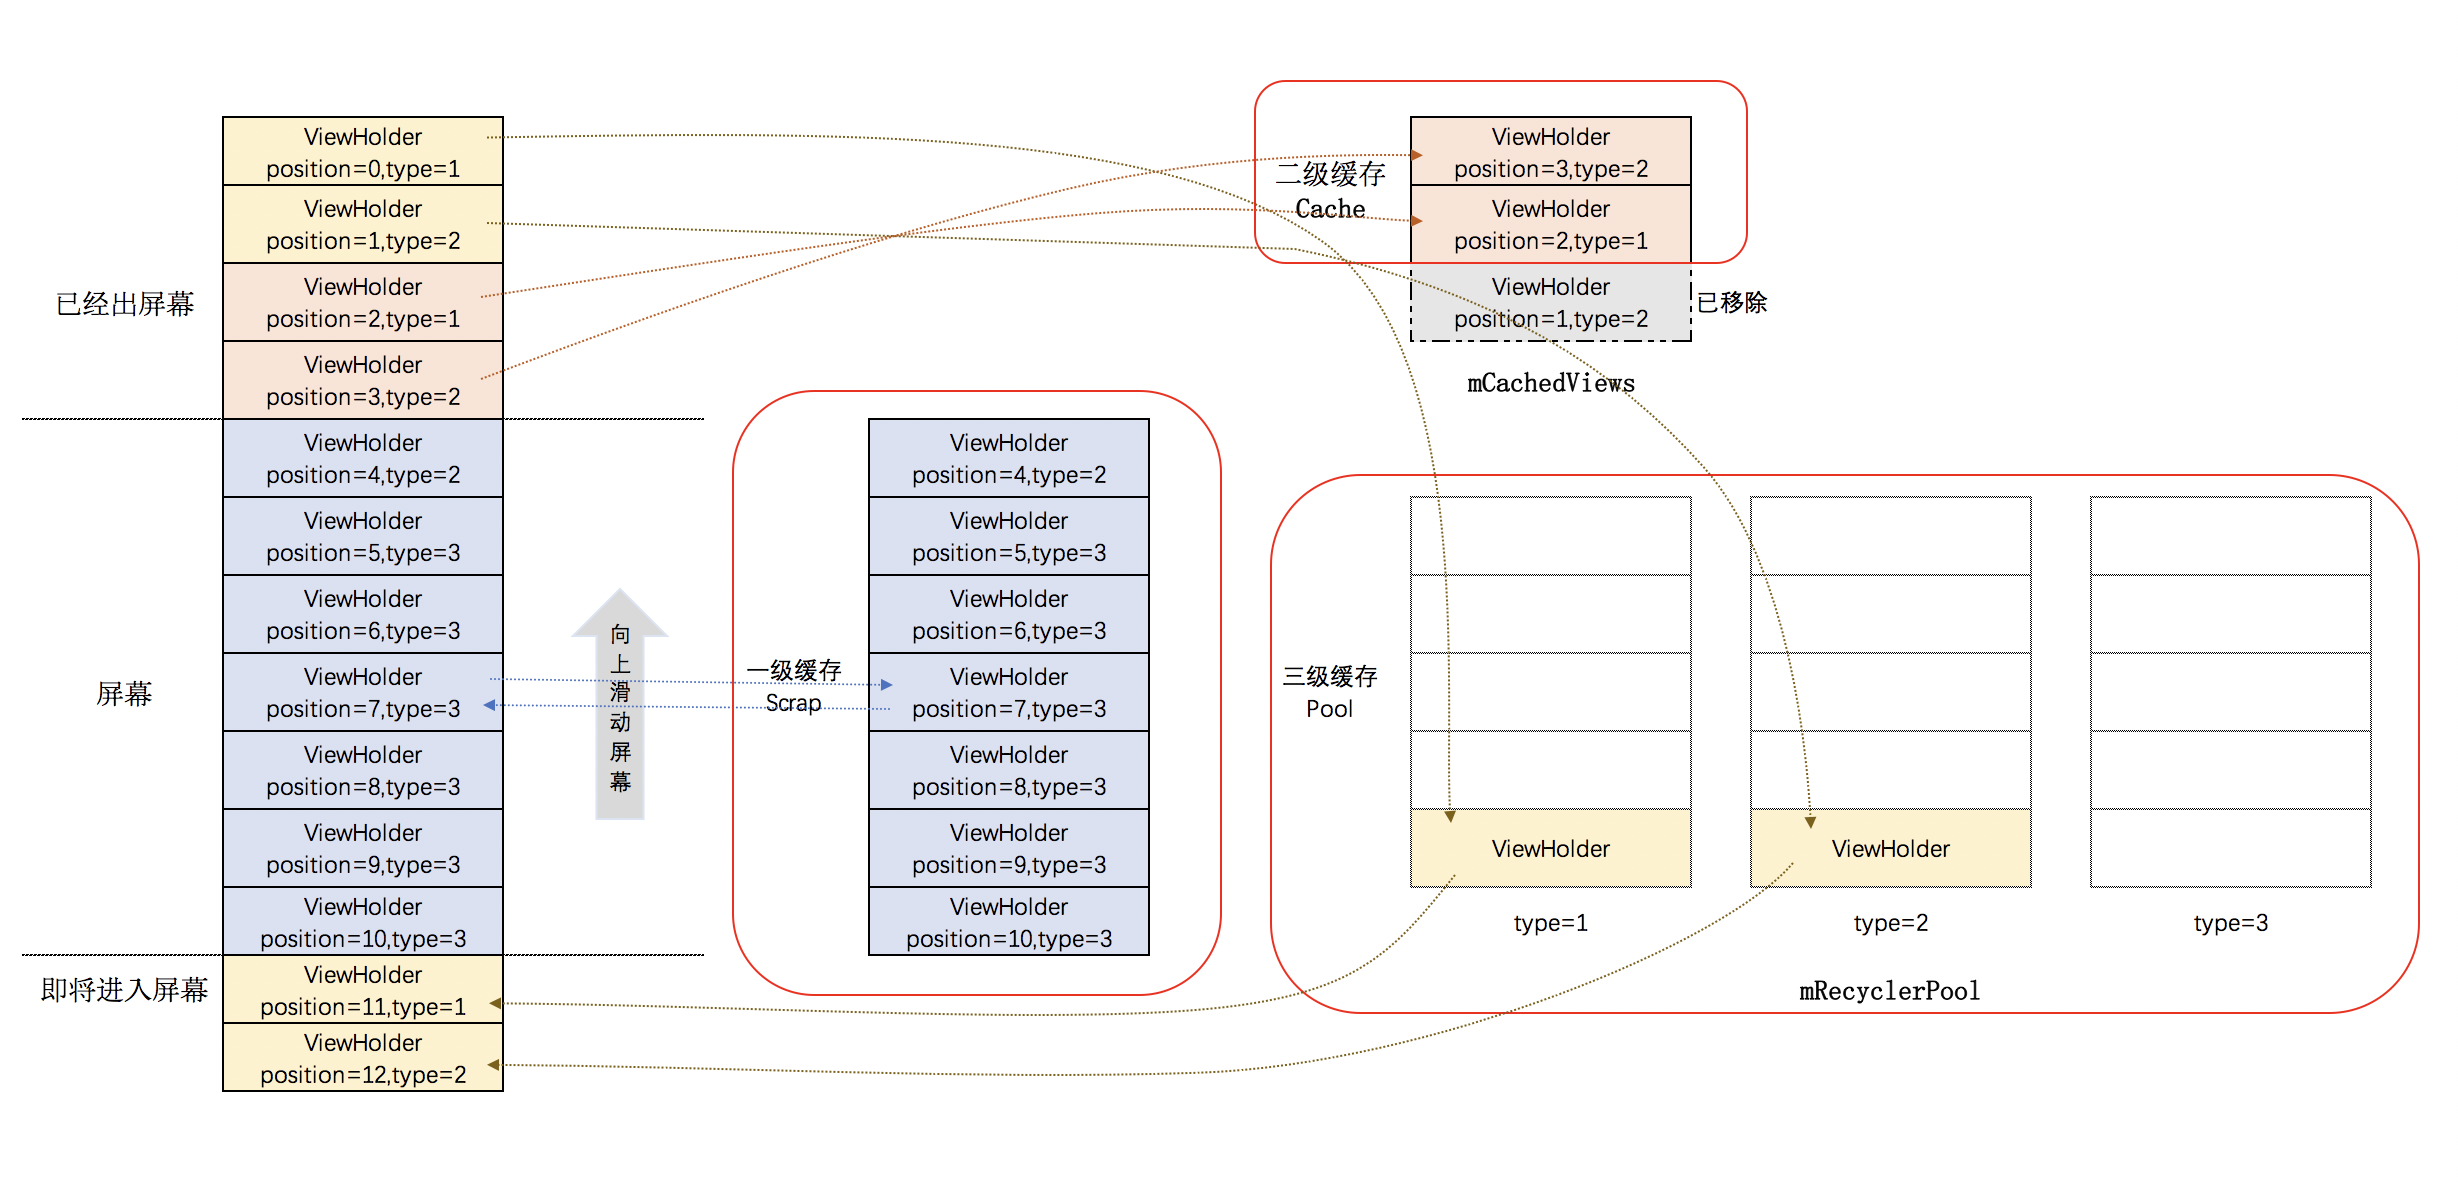 已经出屏幕
屏幕
即将进入屏幕
ViewHolder
position=0,type=1
ViewHolder
position=1,type=2
ViewHolder
position=2,type=1
ViewHolder
position=3,type=2
ViewHolder
position=4,type=2
ViewHolder
position=5,type=3
ViewHolder
position=6,type=3
ViewHolder
position=7,type=3
ViewHolder
position=8,type=3
ViewHolder
position=9,type=3
ViewHolder
position=10,type=3
ViewHolder
position=11,type=1
ViewHolder
position=12,type=2
向上滑动屏幕
一级缓存
Scrap
ViewHolder
position=4,type=2
ViewHolder
position=5,type=3
ViewHolder
position=6,type=3
ViewHolder
position=7,type=3
ViewHolder
position=8,type=3
ViewHolder
position=9,type=3
ViewHolder
position=10,type=3
二级缓存
Cache
ViewHolder
position=3,type=2
ViewHolder
position=2,type=1
ViewHolder
position=1,type=2
已移除
mCachedViews
三级缓存
Pool
ViewHolder
ViewHolder
type=1
type=2
type=3
mRecyclerPool